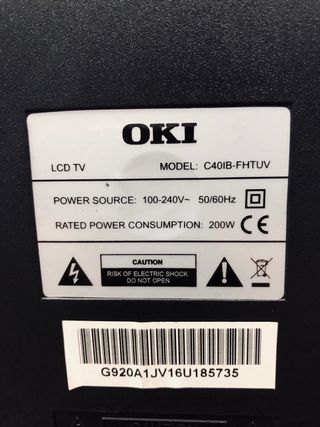 OKI
LCD TV MODEL: C40IB-FHTUV
POWER SOURCE: 100-240V~ 50/60Hz
RATED POWER CONSUMPTION: 200W CE
CAUTION
RISK OF ELECTRIC SHOCK
DO NOT OPEN
G920A1JV16U185735